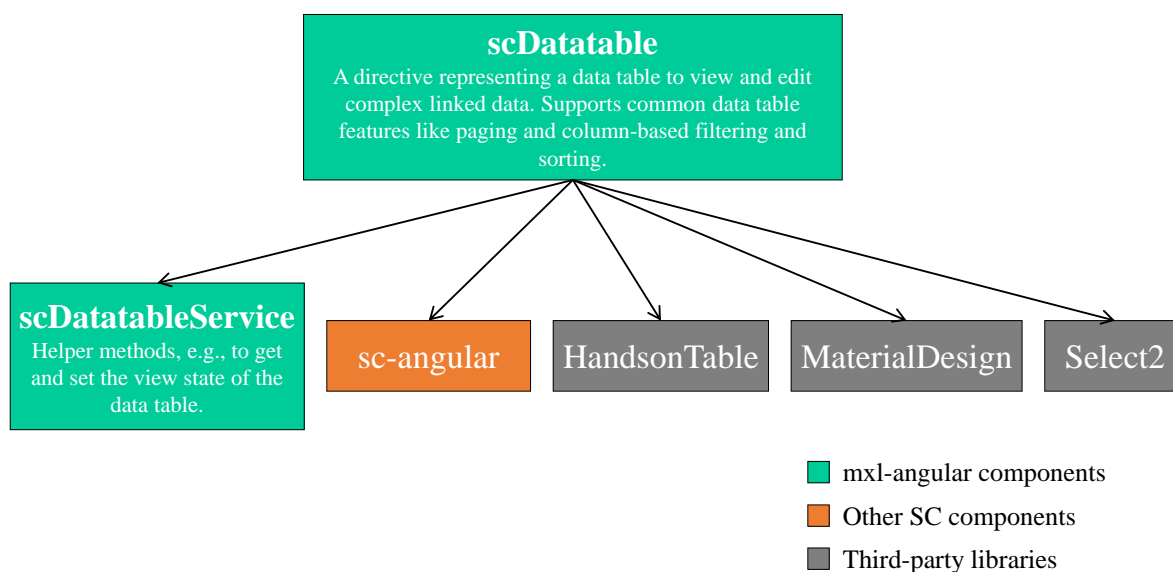 scDatatable
A directive representing a data table to view and edit
complex linked data. Supports common data table
features like paging and column-based filtering and
sorting.
scDatatableService
Helper methods, e.g., to get
and set the view state of the
data table.
sc-angular
HandsonTable
MaterialDesign
Select2
mxl-angular components
Other SC components
Third-party libraries